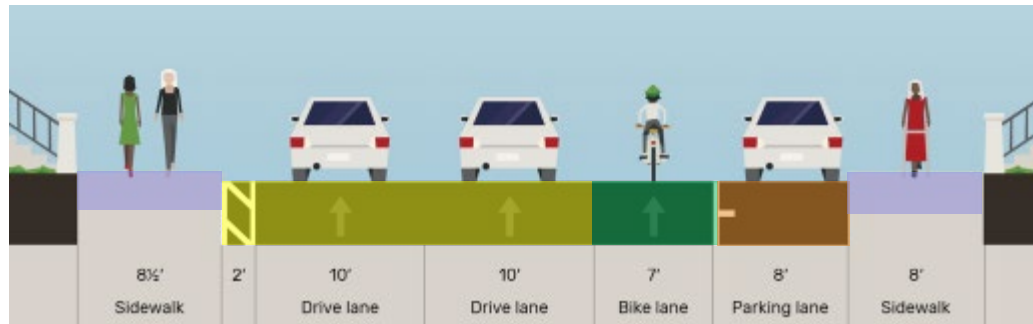 8½' 2' 10' 10' 7' 8' 8'
Sidewalk Drive lane Drive lane Bike lane Parking lane Sidewalk